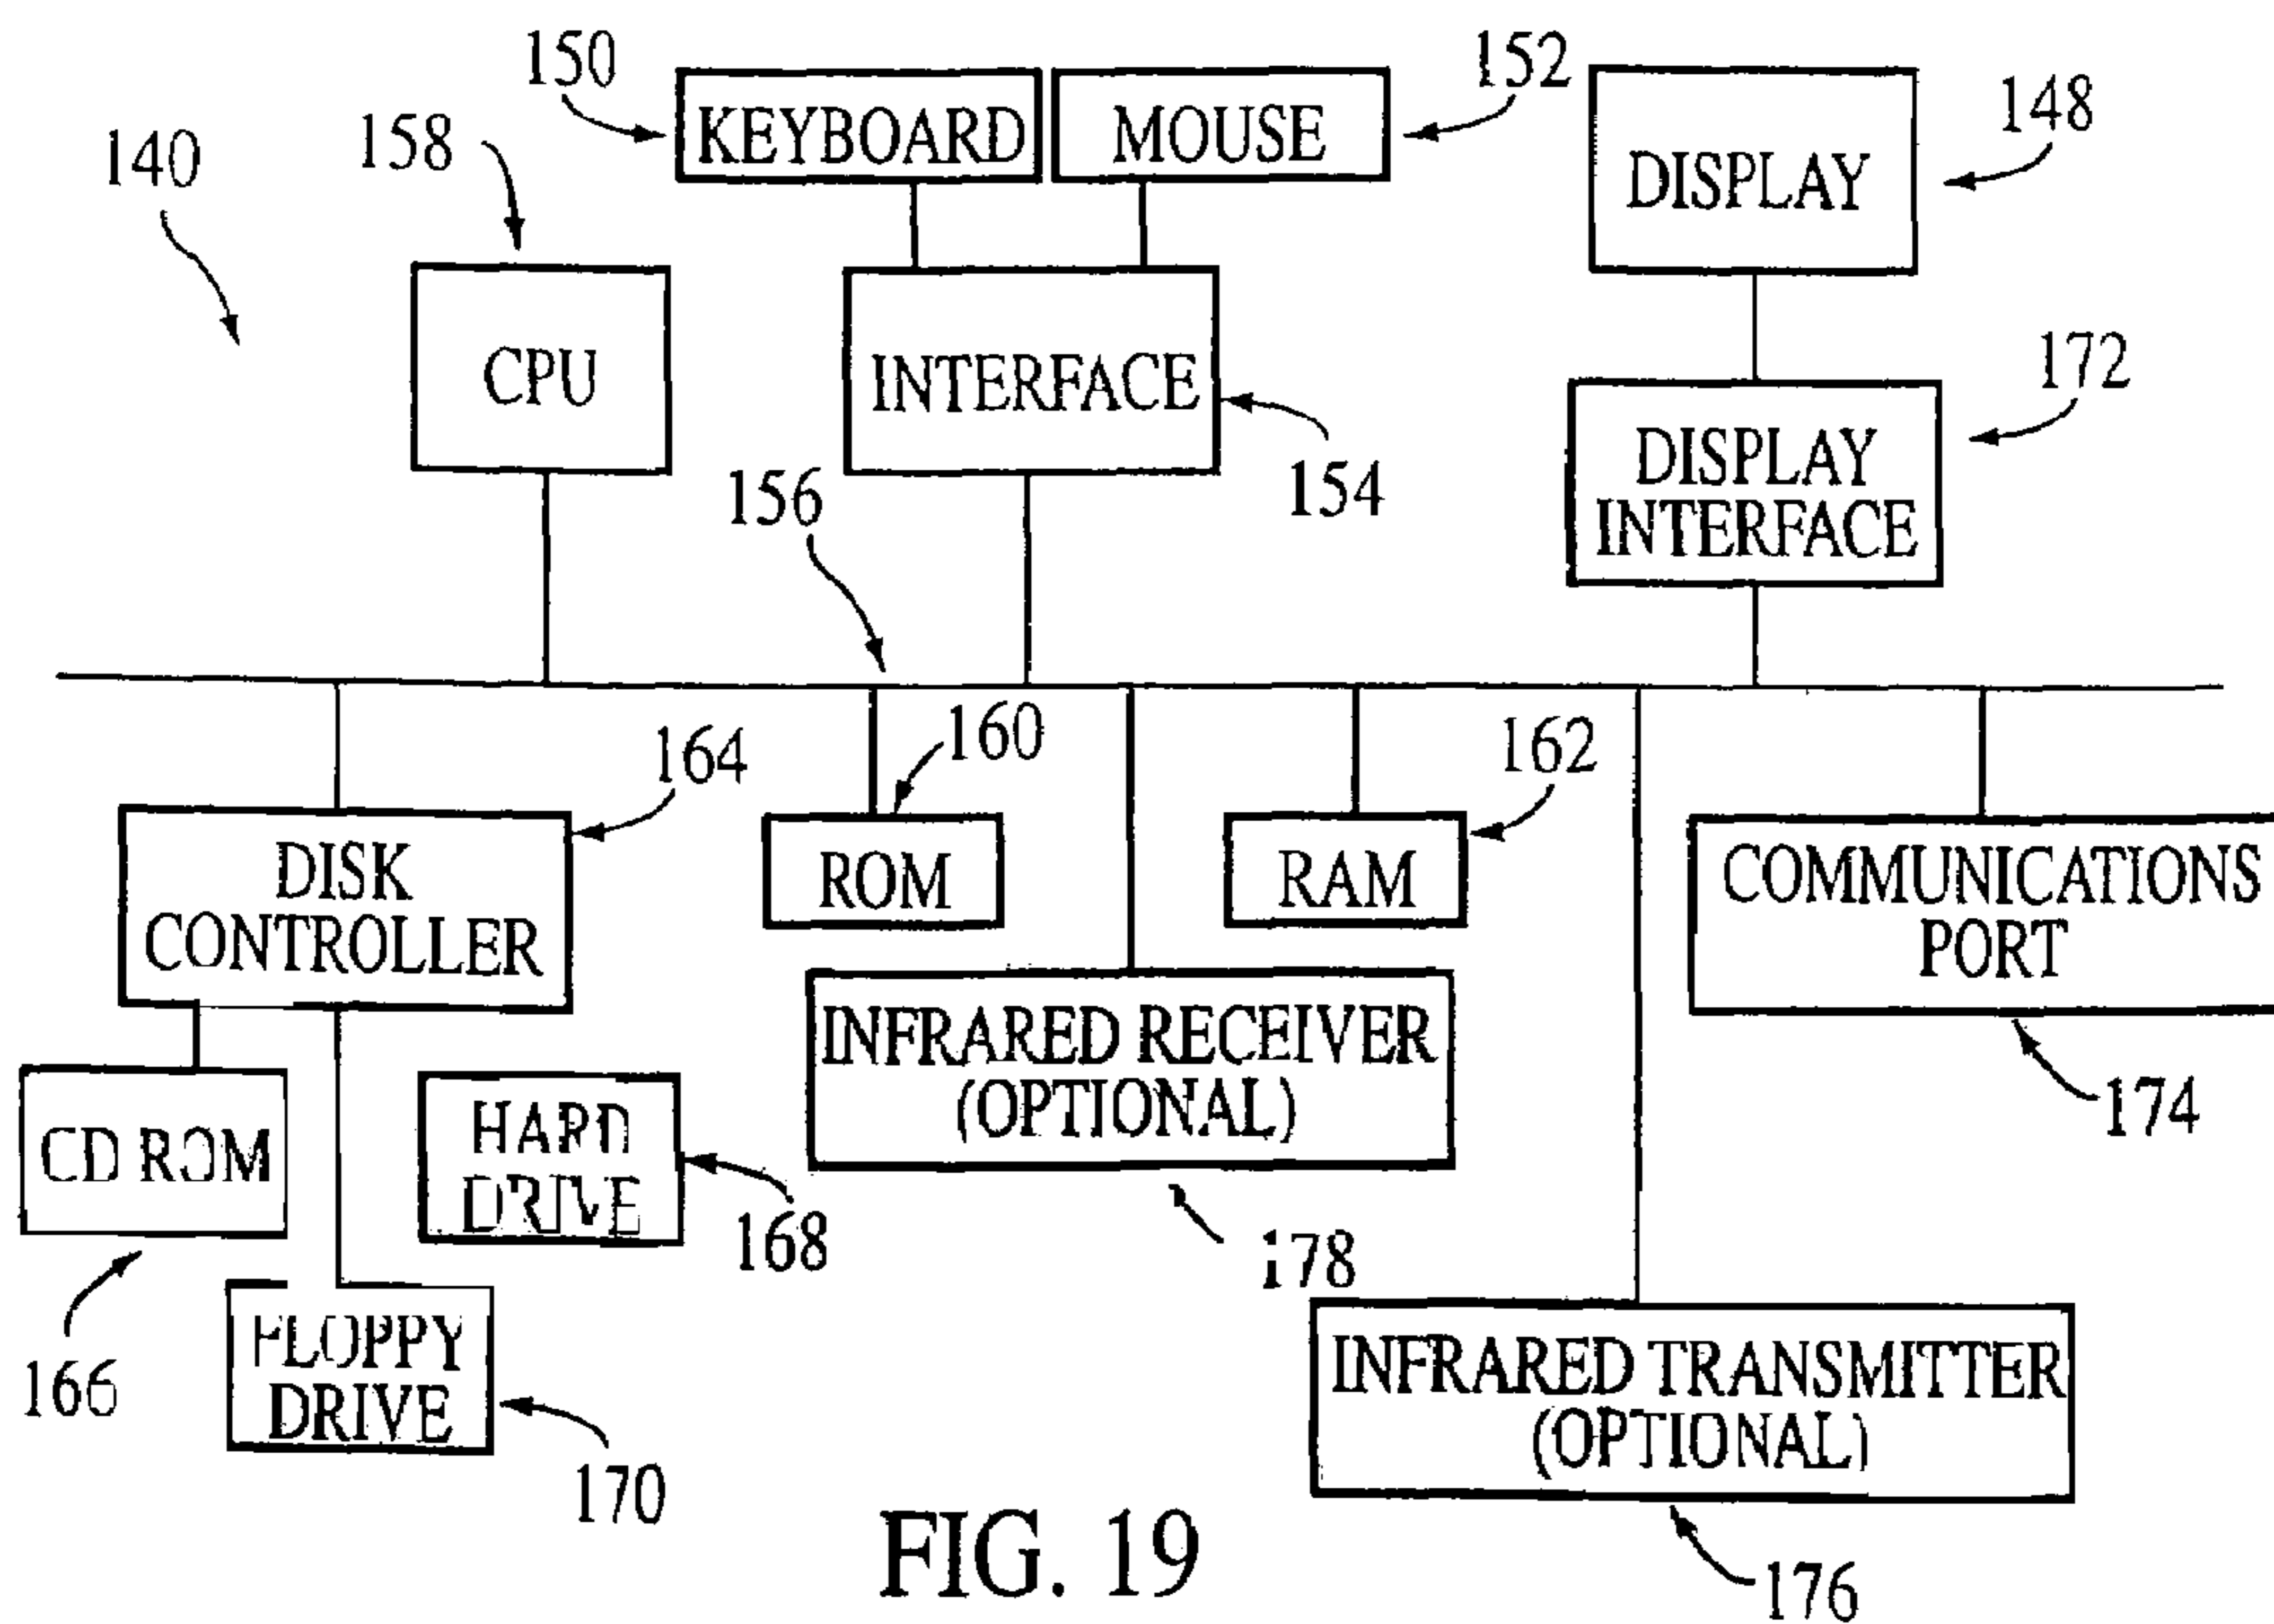 150
KEYBOARD
MOUSE
152
140
158
DISPLAY
148
CPU
INTERFACE
154
156
172
DISPLAY
INTERFACE
164
160
162
DISK
CONTROLLER
ROM
RAM
COMMUNICATIONS
PORT
174
CD ROM
166
HARD
DRIVE
168
INFRARED RECEIVER
(OPTIONAL)
178
FLOPPY
DRIVE
170
INFRARED TRANSMITTER
(OPTIONAL)
176
FIG. 19